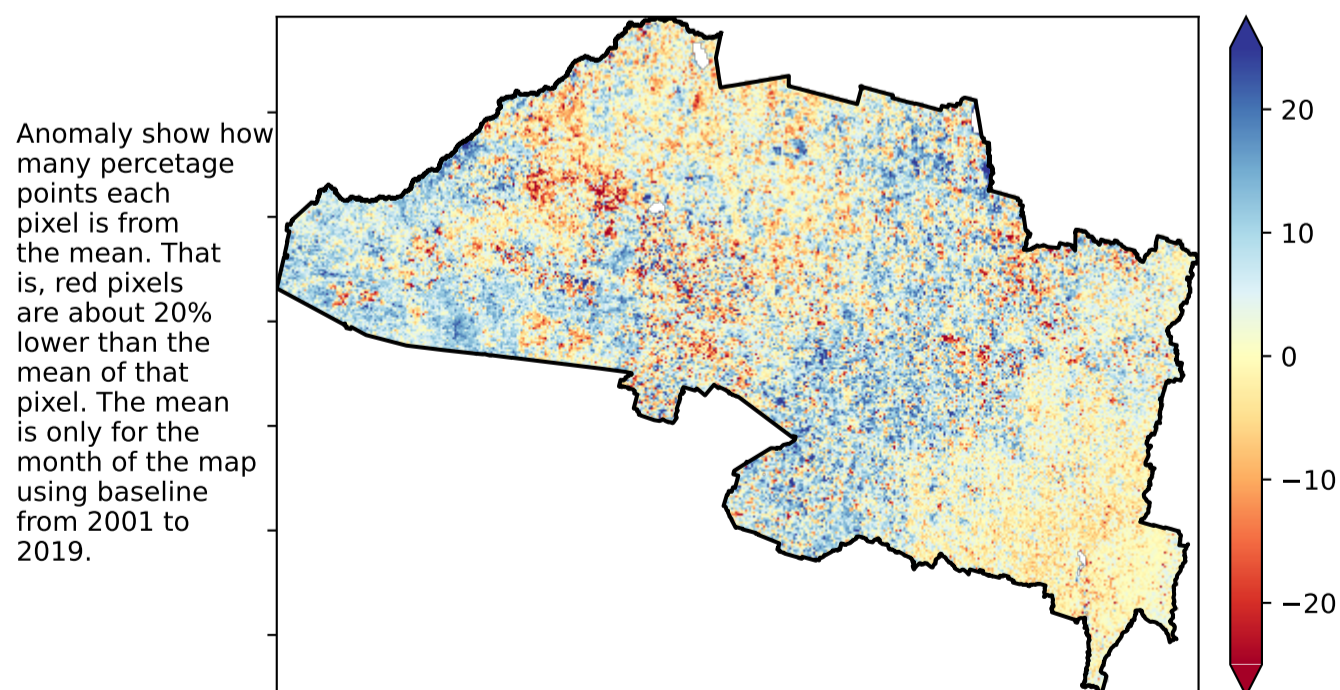 Anomaly show how
many percetage
points each
pixel is from
the mean. That
is, red pixels
are about 20%
lower than the
mean of that
pixel. The mean
is only for the
month of the map
using baseline
from 2001 to
2019.
20
10
0
−10
−20